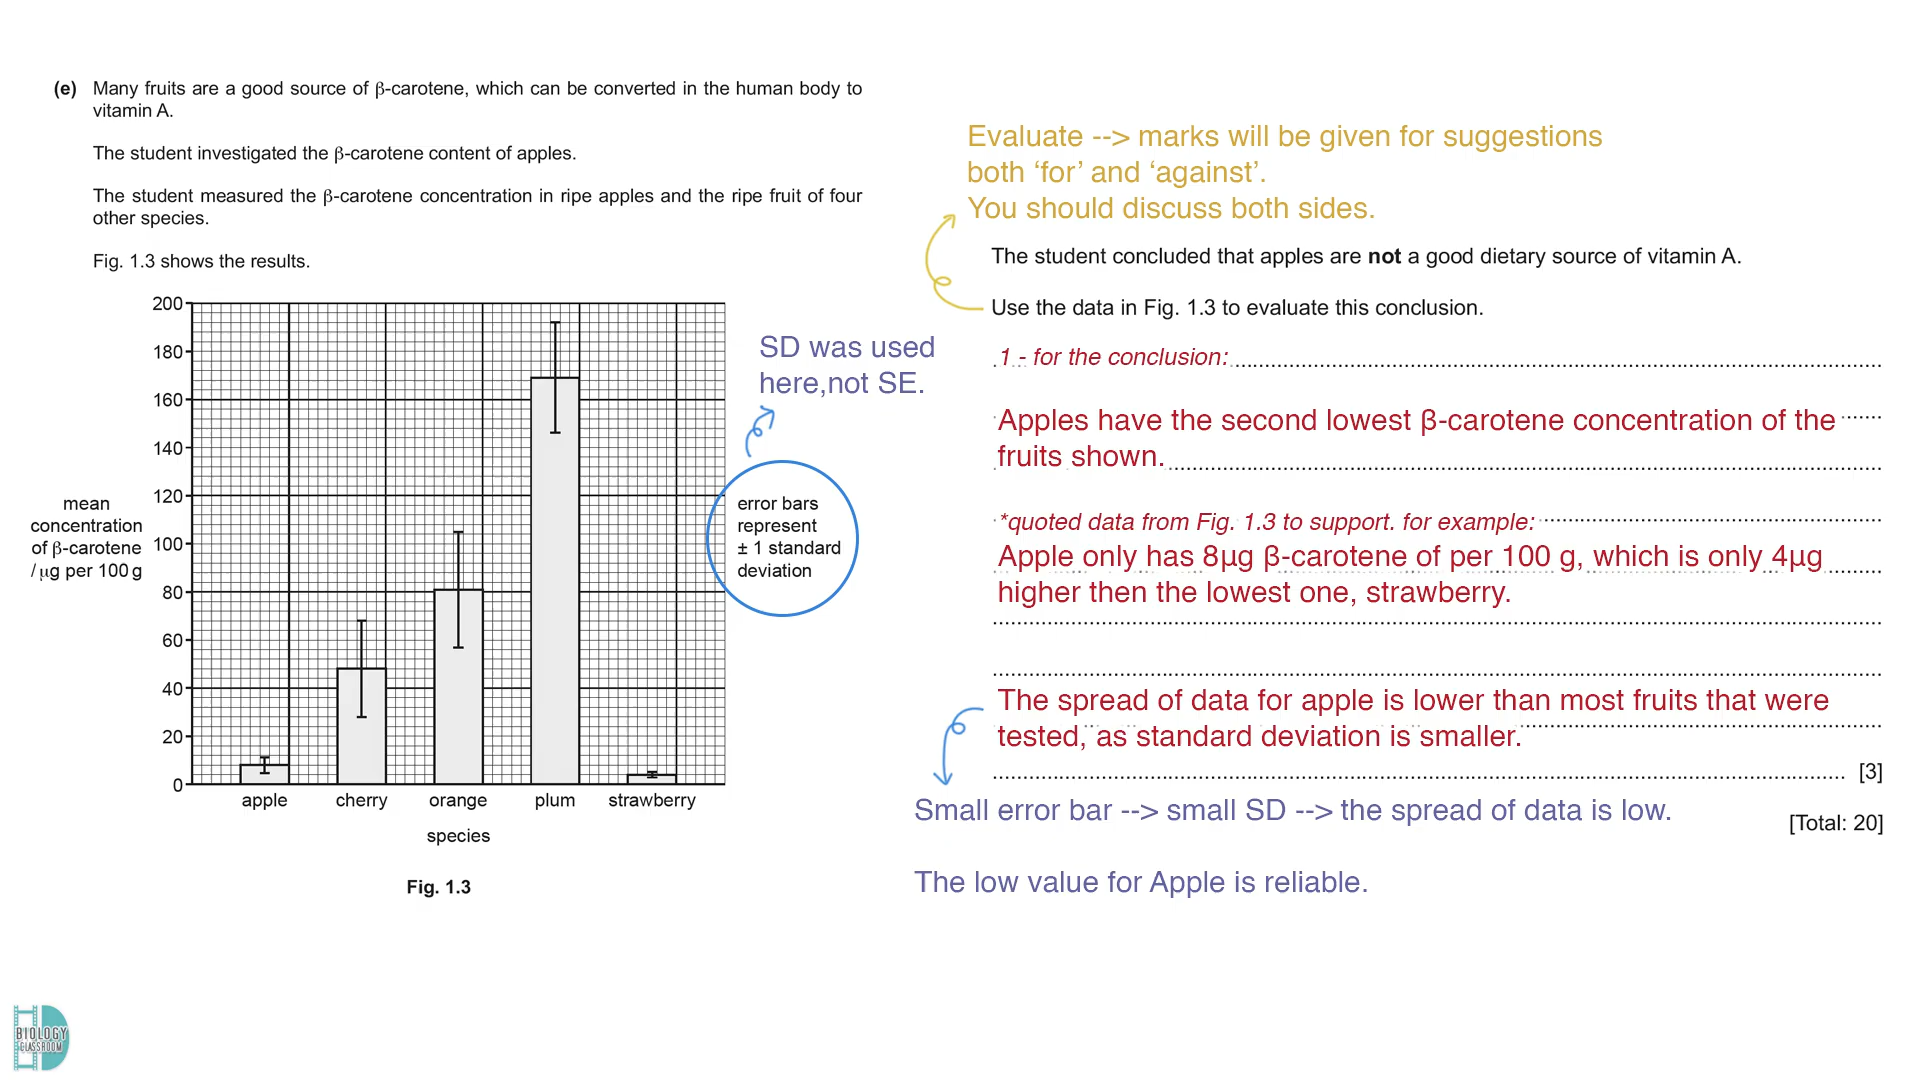 (e) Many fruits are a good source of β-carotene, which can be converted in the human body to
vitamin A.
The student investigated the β-carotene content of apples.
The student measured the β-carotene concentration in ripe apples and the ripe fruit of four
other species.
Fig. 1.3 shows the results.
200
180
160
140
120
100
80
60
40
20
0
mean
concentration
of β-carotene
/ μg per 100 g
apple cherry orange plum strawberry
species
Fig. 1.3
error bars
represent
± 1 standard
deviation
SD was used
here,not SE.
Evaluate --> marks will be given for suggestions
both ‘for’ and ‘against’.
You should discuss both sides.
The student concluded that apples are not a good dietary source of vitamin A.
Use the data in Fig. 1.3 to evaluate this conclusion.
1 - for the conclusion:
Apples have the second lowest β-carotene concentration of the
fruits shown.
*quoted data from Fig. 1.3 to support. for example:
Apple only has 8μg β-carotene of per 100 g, which is only 4μg
higher then the lowest one, strawberry.
The spread of data for apple is lower than most fruits that were
tested, as standard deviation is smaller.
[3]
Small error bar --> small SD --> the spread of data is low.
[Total: 20]
The low value for Apple is reliable.
BIOLOGY
CLASSROOM